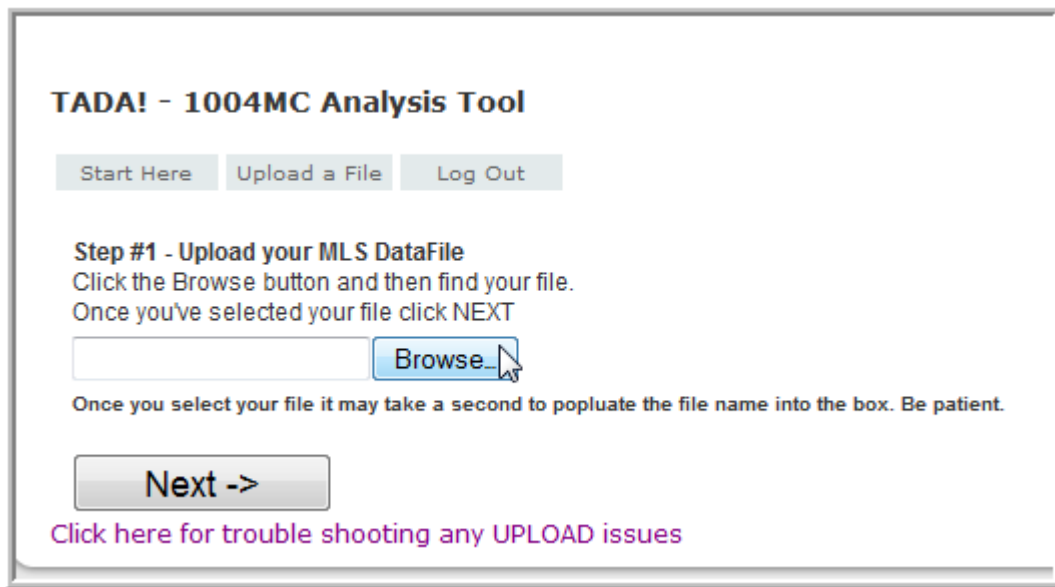 TADA! - 1004MC Analysis Tool
Start Here Upload a File Log Out
Step #1 - Upload your MLS DataFile
Click the Browse button and then find your file.
Once you've selected your file click NEXT
Browse...
Once you select your file it may take a second to popluate the file name into the box. Be patient.
Next ->
Click here for trouble shooting any UPLOAD issues